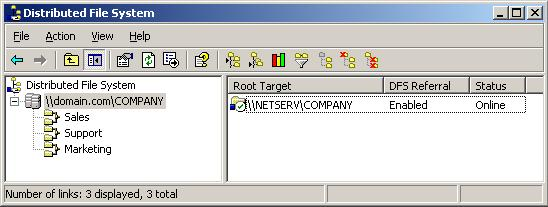 Distributed File System
File Action View Help
Distributed File System
\\domain.com\COMPANY
Sales
Support
Marketing
Root Target DFS Referral Status
\\NETSERV\COMPANY Enabled Online
Number of links: 3 displayed, 3 total